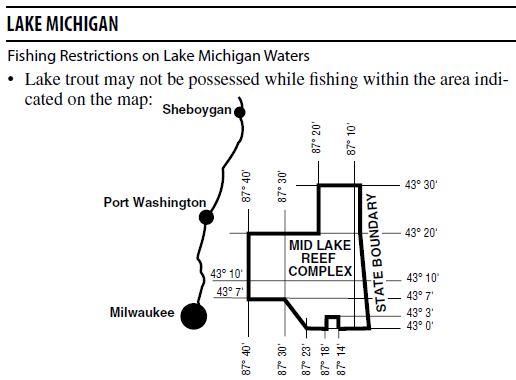 LAKE MICHIGAN
Fishing Restrictions on Lake Michigan Waters
• Lake trout may not be possessed while fishing within the area indi-
cated on the map:
Sheboygan
87° 20'
87° 10'
87° 40'
87° 30'
43° 30'
Port Washington
43° 20'
MID LAKE
REEF
COMPLEX
STATE BOUNDARY
43° 10'
43° 10'
43° 7'
43° 7'
Milwaukee
43° 3'
43° 0'
87° 40'
87° 30'
87° 23'
87° 18'
87° 14'